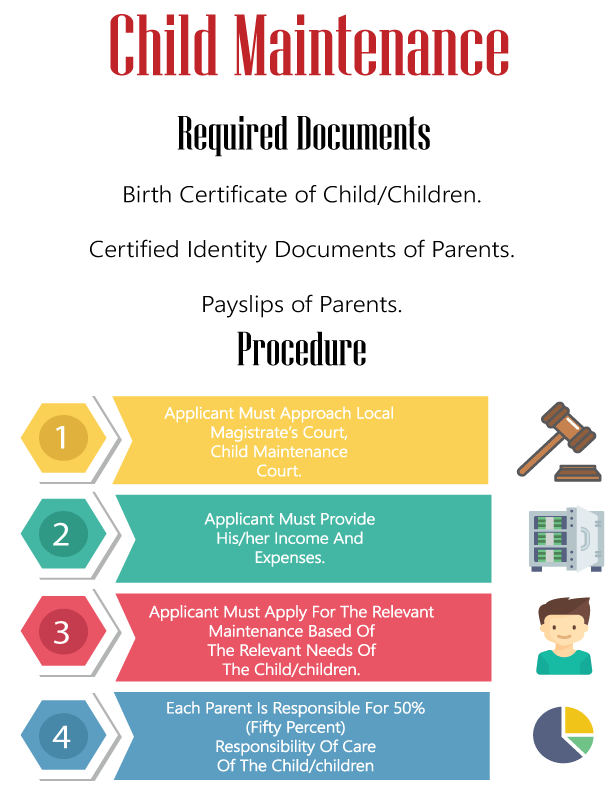 Child Maintenance
Required Documents
Birth Certificate of Child/Children.
Certified Identity Documents of Parents.
Payslips of Parents.
Procedure
1
Applicant Must Approach Local
Magistrate's Court,
Child Maintenance
Court.
2
Applicant Must Provide
His/her Income And
Expenses.
3
Applicant Must Apply For The Relevant
Maintenance Based Of
The Relevant Needs Of
The Child/children.
4
Each Parent Is Responsible For 50%
(Fifty Percent)
Responsibility Of Care
Of The Child/children